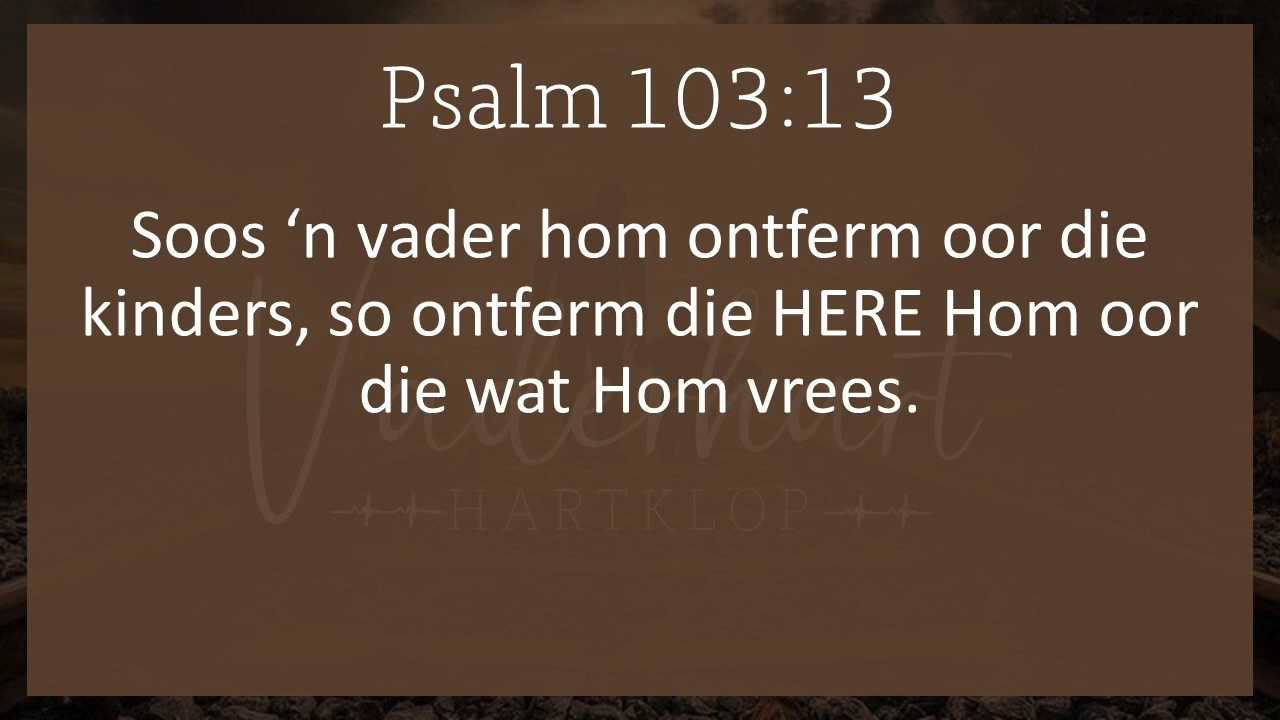 Psalm 103:13
Soos ‘n vader hom ontferm oor die
kinders, so ontferm die HERE Hom oor
die wat Hom vrees.
Vaderhart
HARTKLOP